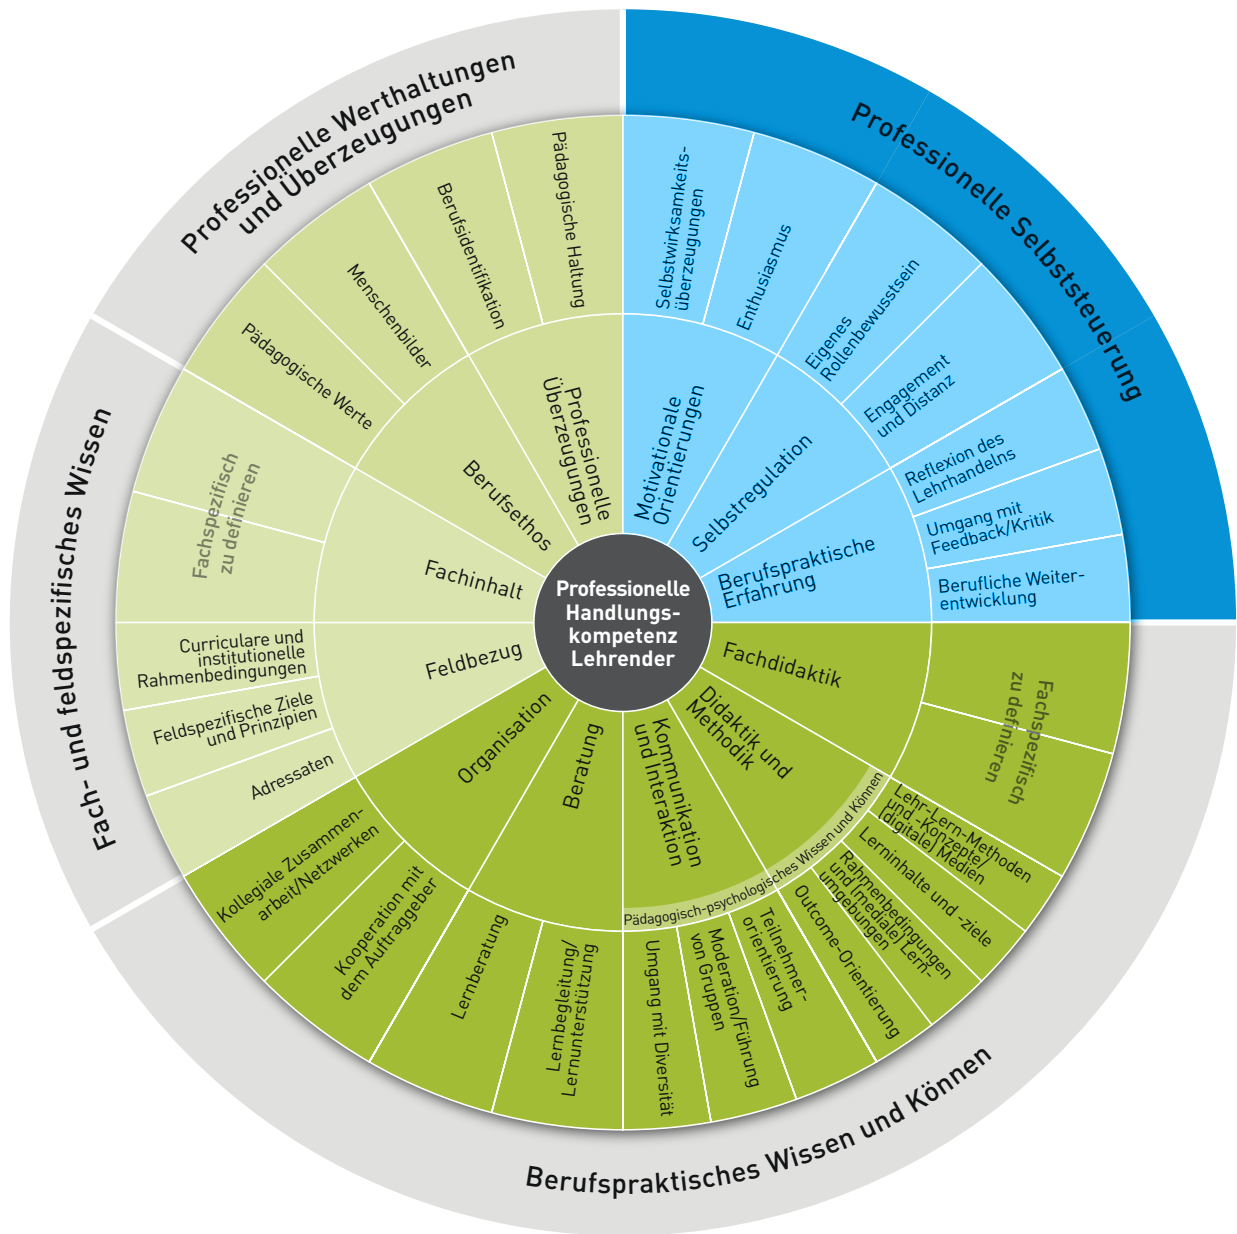 Professionelle Werthaltungen
und Überzeugungen
Professionelle Selbststeuerung
Fach- und feldspezifisches Wissen
Berufspraktisches Wissen und Können
Professionelle
Handlungs-
kompetenz
Lehrender
Motivationale
Orientierungen
Selbstwirksamkeits-
überzeugungen
Enthusiasmus
Selbstregulation
Eigenes
Rollenbewusstsein
Engagement
und Distanz
Berufspraktische
Erfahrung
Reflexion des
Lehrhandelns
Umgang mit
Feedback/Kritik
Berufliche Weiter-
entwicklung
Fachdidaktik
Fachspezifisch
zu definieren
Didaktik und
Methodik
Lehr-Lern-Methoden
und -Konzepte/
(digitale) Medien
Lerninhalte und -ziele
Rahmenbedingungen
und (mediale) Lern-
umgebungen
Outcome-Orientierung
Pädagogisch-psychologisches Wissen und Können
Kommunikation
und Interaktion
Teilnehmer-
orientierung
Moderation/Führung
von Gruppen
Umgang mit Diversität
Beratung
Lernbegleitung/
Lernunterstützung
Lernberatung
Organisation
Kooperation mit
dem Auftraggeber
Kollegiale Zusammen-
arbeit/Netzwerken
Feldbezug
Adressaten
Feldspezifische Ziele
und Prinzipien
Curriculare und
institutionelle
Rahmenbedingungen
Fachinhalt
Fachspezifisch
zu definieren
Berufsethos
Pädagogische Werte
Menschenbilder
Professionelle
Überzeugungen
Berufsidentifikation
Pädagogische Haltung